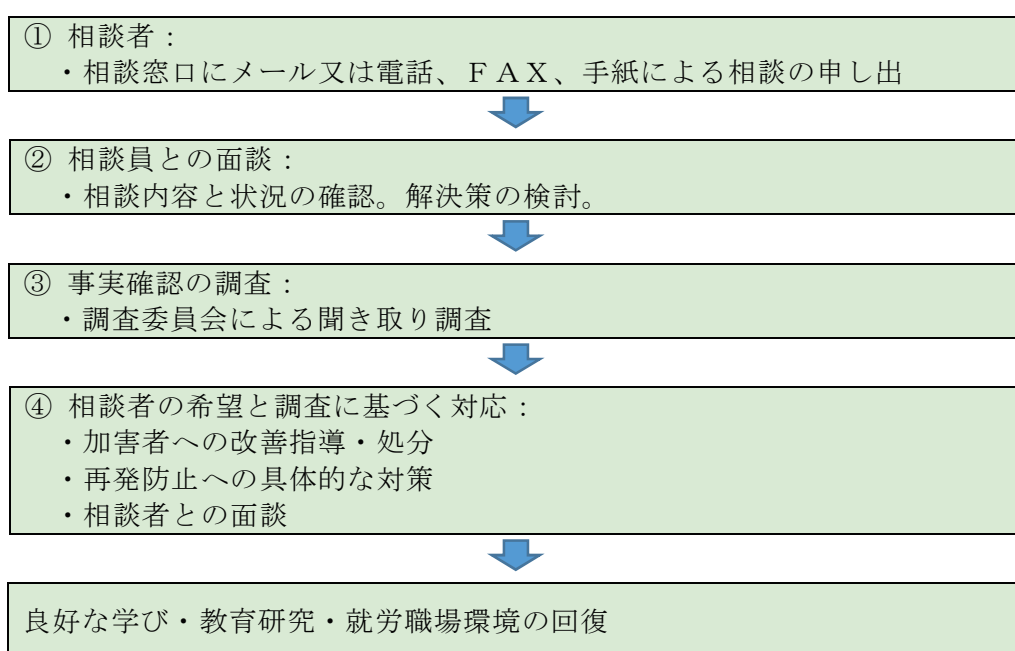 ① 相談者：
・相談窓口にメール又は電話、ＦＡＸ、手紙による相談の申し出
② 相談員との面談：
・相談内容と状況の確認。解決策の検討。
③ 事実確認の調査：
・調査委員会による聞き取り調査
④ 相談者の希望と調査に基づく対応：
・加害者への改善指導・処分
・再発防止への具体的な対策
・相談者との面談
良好な学び・教育研究・就労職場環境の回復